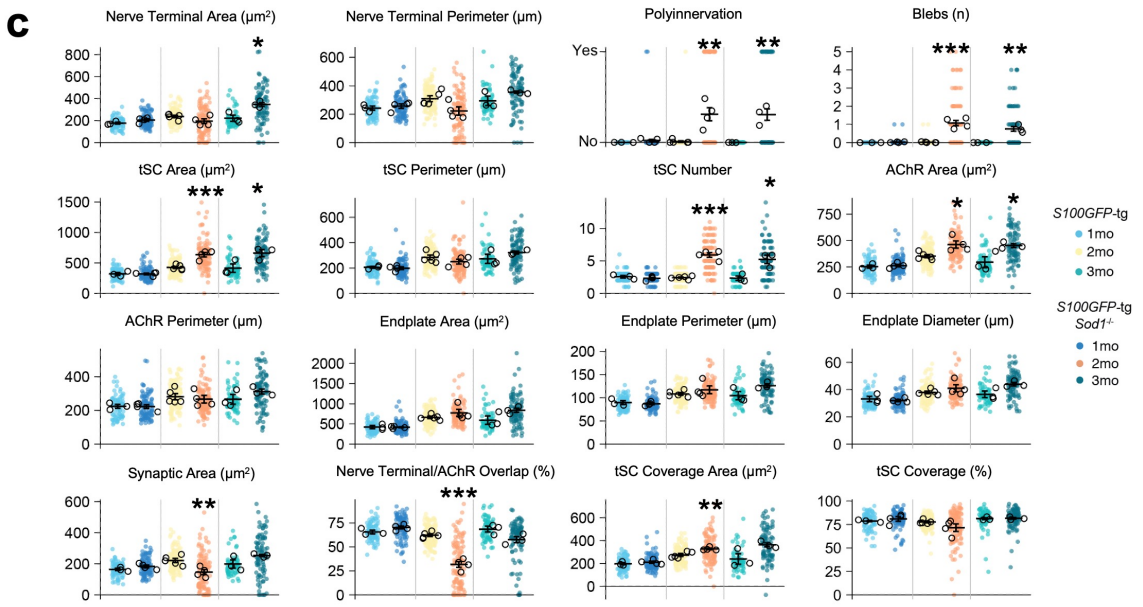 C
Nerve Terminal Area (µm²)
Nerve Terminal Perimeter (µm)
Polyinnervation
Blebs (n)
800
600
400
200
0
*
600
400
200
0
Yes
No
**
**
5
4
3
2
1
0
***
**
tSC Area (µm²)
tSC Perimeter (µm)
tSC Number
AChR Area (µm²)
1500
1000
500
0
***
*
600
400
200
0
10
5
0
***
*
750
500
250
0
*
*
S100GFP-tg
1mo
2mo
3mo
S100GFP-tg
Sod1-/-
1mo
2mo
3mo
AChR Perimeter (µm)
Endplate Area (µm²)
Endplate Perimeter (µm)
Endplate Diameter (µm)
400
200
0
2000
1500
1000
500
0
200
150
100
50
0
60
40
20
0
Synaptic Area (µm²)
Nerve Terminal/AChR Overlap (%)
tSC Coverage Area (µm²)
tSC Coverage (%)
600
400
200
0
**
75
50
25
0
***
600
400
200
0
**
100
75
50
25
0